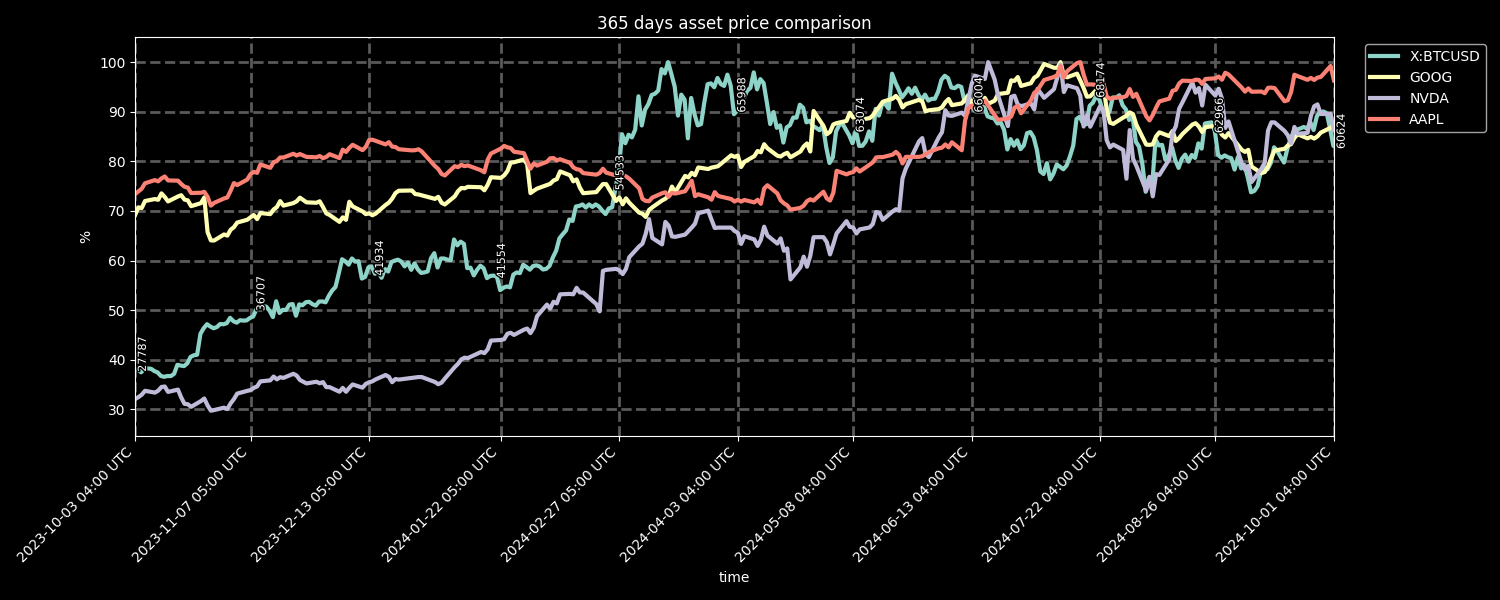 365 days asset price comparison
X:BTCUSD
GOOG
NVDA
AAPL
%
100
90
80
70
60
50
40
30
27787
36707
41934
41554
54533
65988
63074
66004
68174
62966
60624
2023-10-03 04:00 UTC
2023-11-07 05:00 UTC
2023-12-13 05:00 UTC
2024-01-22 05:00 UTC
2024-02-27 05:00 UTC
2024-04-03 04:00 UTC
2024-05-08 04:00 UTC
2024-06-13 04:00 UTC
2024-07-22 04:00 UTC
2024-08-26 04:00 UTC
2024-10-01 04:00 UTC
time